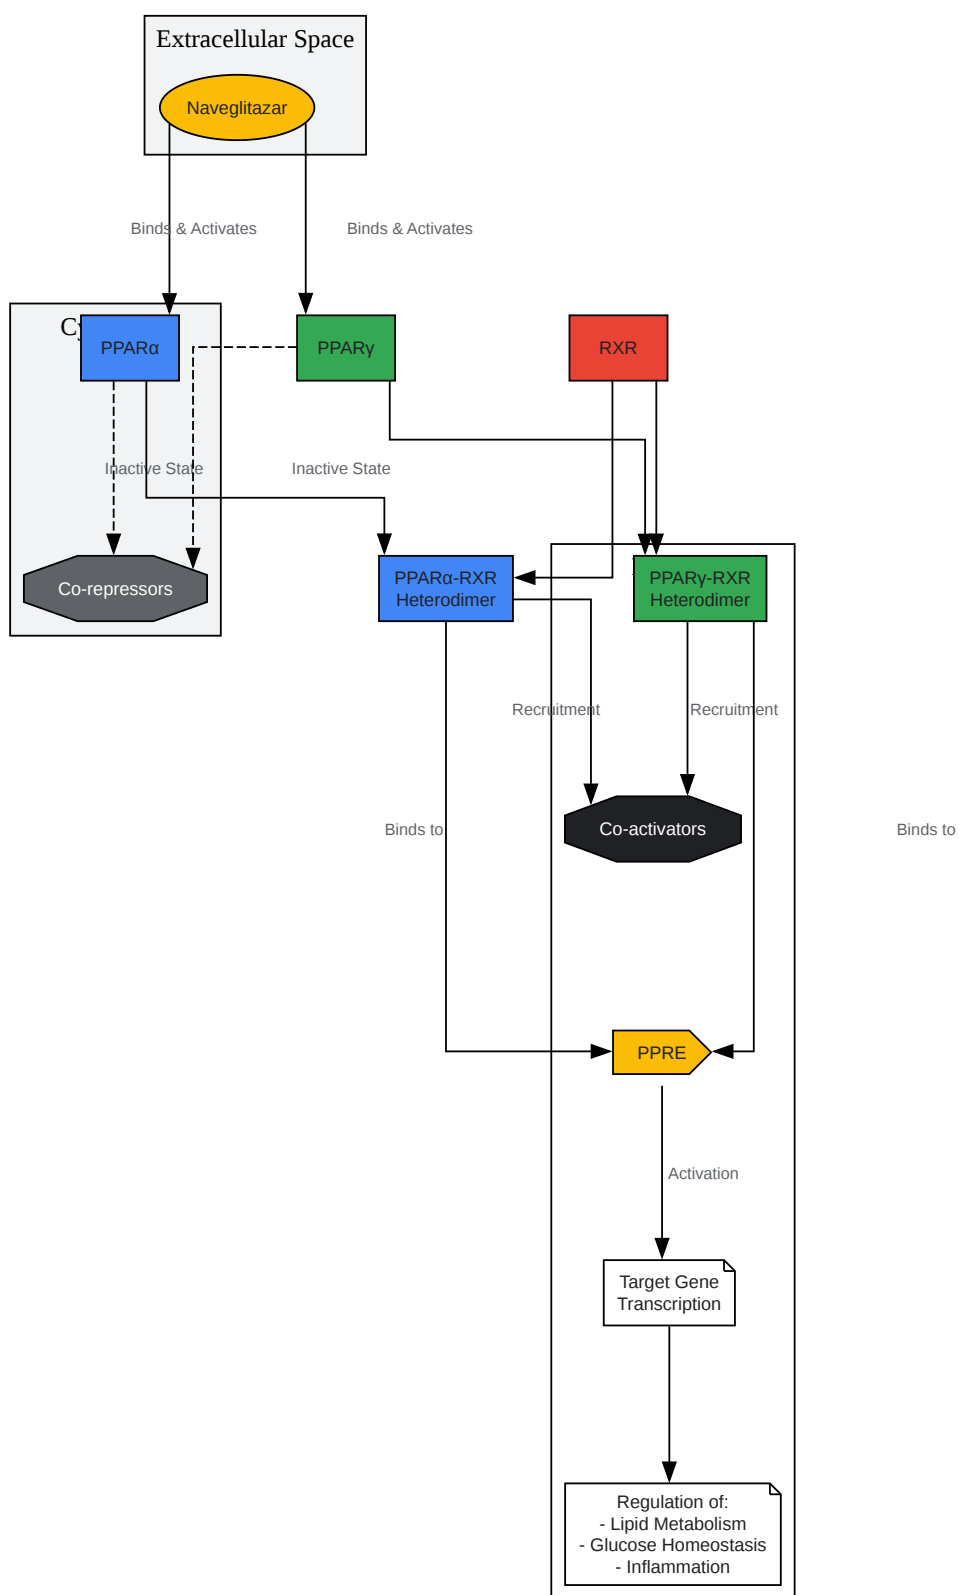 Extracellular Space
Naveglitazar
Binds & Activates
Binds & Activates
PPARα
PPARγ
RXR
Inactive State
Inactive State
Co-repressors
PPARα-RXR
Heterodimer
PPARγ-RXR
Heterodimer
Recruitment
Recruitment
Co-activators
Binds to
Binds to
PPRE
Activation
Target Gene
Transcription
Regulation of:
- Lipid Metabolism
- Glucose Homeostasis
- Inflammation